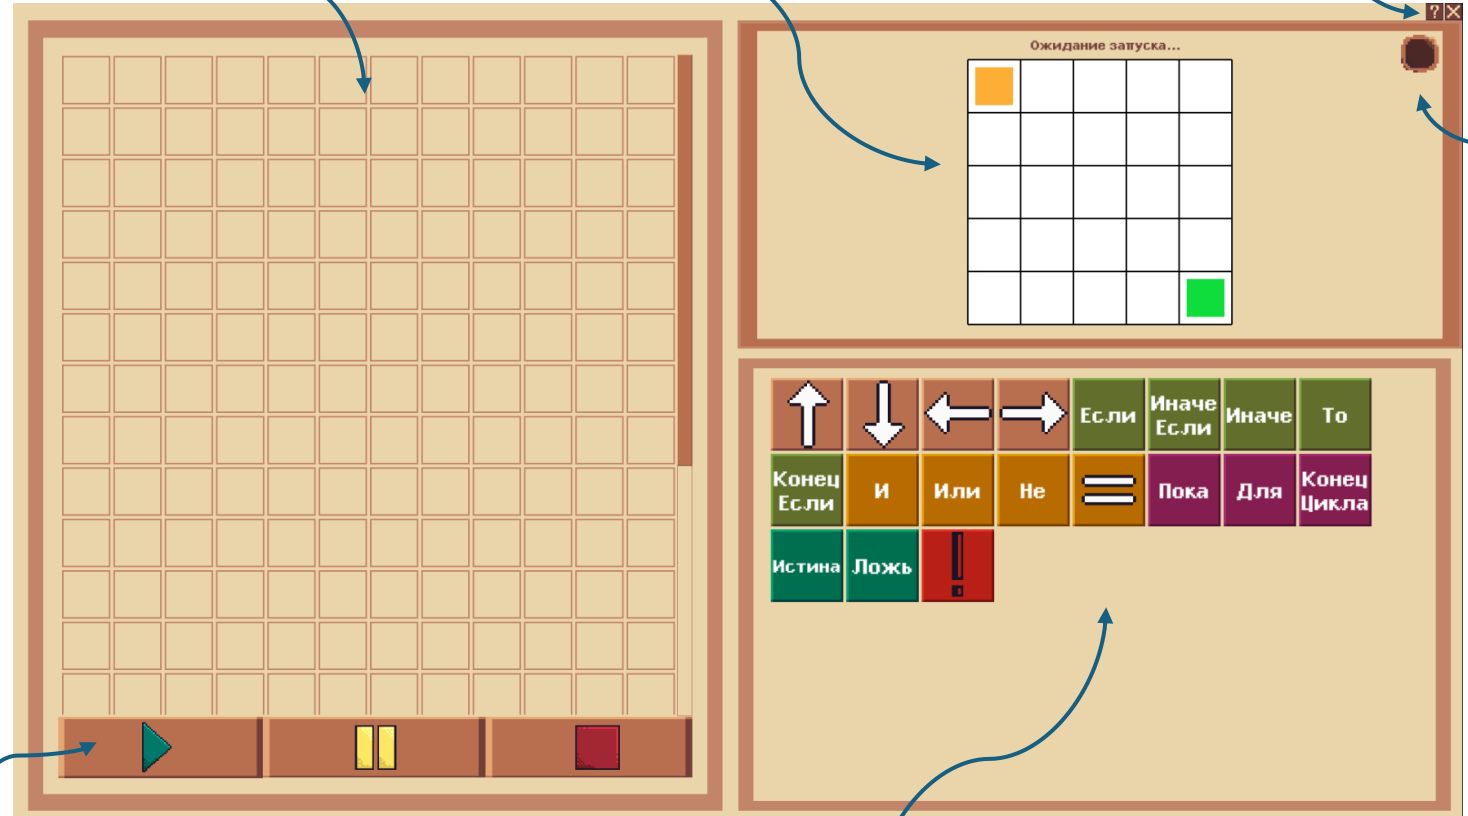 ?
Ожидание запуска...
Если
Иначе
Если
Иначе
То
Конец
Если
И
Или
Не
=
Пока
Для
Конец
Цикла
Истина
Ложь
!